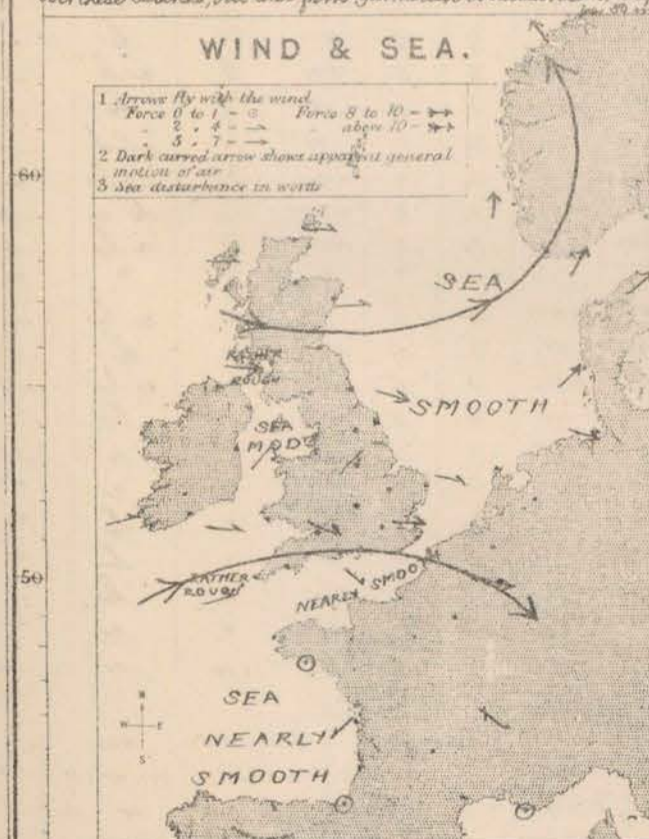 WIND & SEA.
1 Arrows fly with the wind
Force 0 to 1 - ⊙ Force 8 to 10 -
" 2 " 4 - above 10 -
" 5 " 7 -
2 Dark curved arrow shows apparent general
motion of air
3 Sea disturbance in words
60
SEA
RATHER
ROUGH
SMOOTH
SEA
MODE
50
RATHER
ROUGH
NEARLY SMOOTH
N
W E
S
SEA
NEARLY
SMOOTH